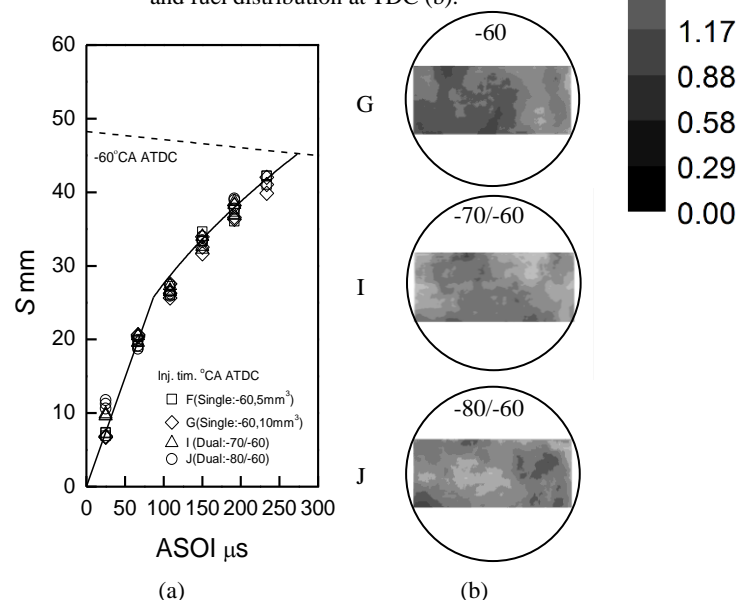 and fuel distribution at TDC (b).
60
50
40
30
20
10
0
S mm
-60°CA ATDC
Inj. tim. °CA ATDC
F(Single:-60,5mm³)
G(Single:-60,10mm³)
I (Dual:-70/-60)
J(Dual:-80/-60)
0 50 100 150 200 250 300
ASOI μs
(a)
G
-60
I
-70/-60
J
-80/-60
(b)
1.17
0.88
0.58
0.29
0.00